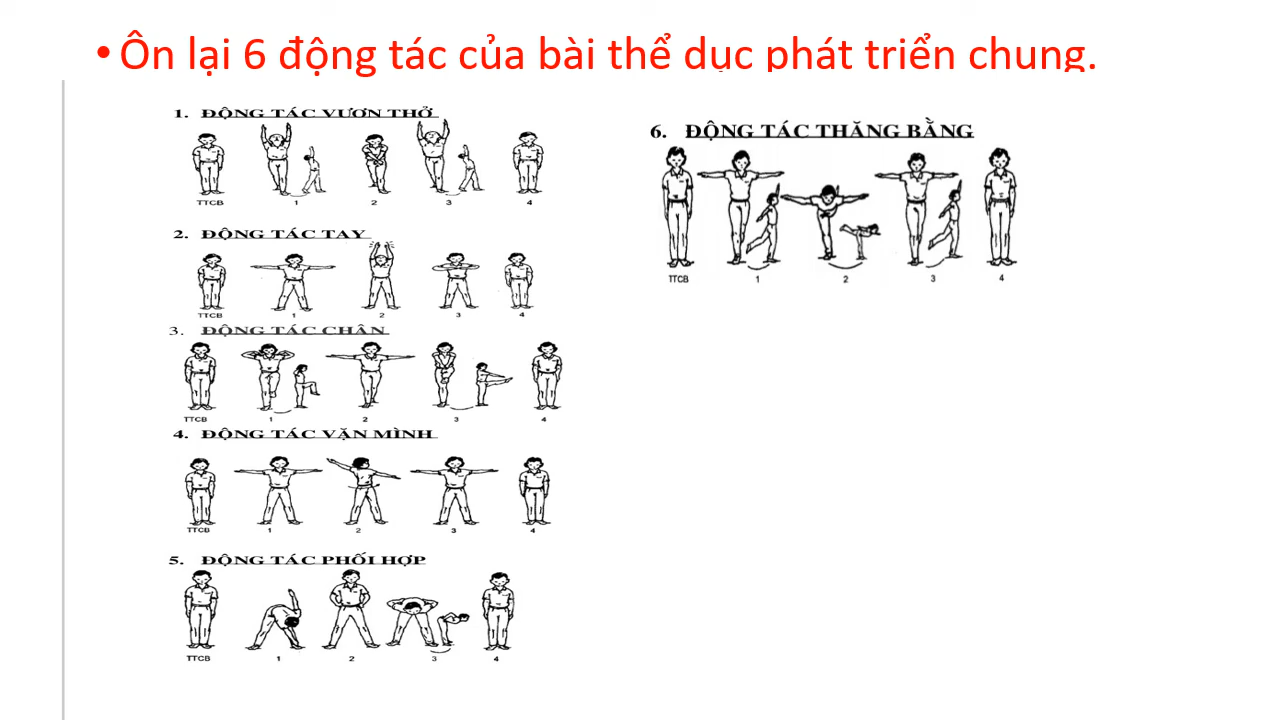 • Ôn lại 6 động tác của bài thể dục phát triển chung.
1. ĐỘNG TÁC VƯƠN THỞ
TTCB 1 2 3 4
2. ĐỘNG TÁC TAY
TTCB 1 2 3 4
3. ĐỘNG TÁC CHÂN
TTCB 1 2 3 4
4. ĐỘNG TÁC VẶN MÌNH
TTCB 1 2 3 4
5. ĐỘNG TÁC PHỐI HỢP
TTCB 1 2 3 4
6. ĐỘNG TÁC THĂNG BẰNG
TTCB 1 2 3 4